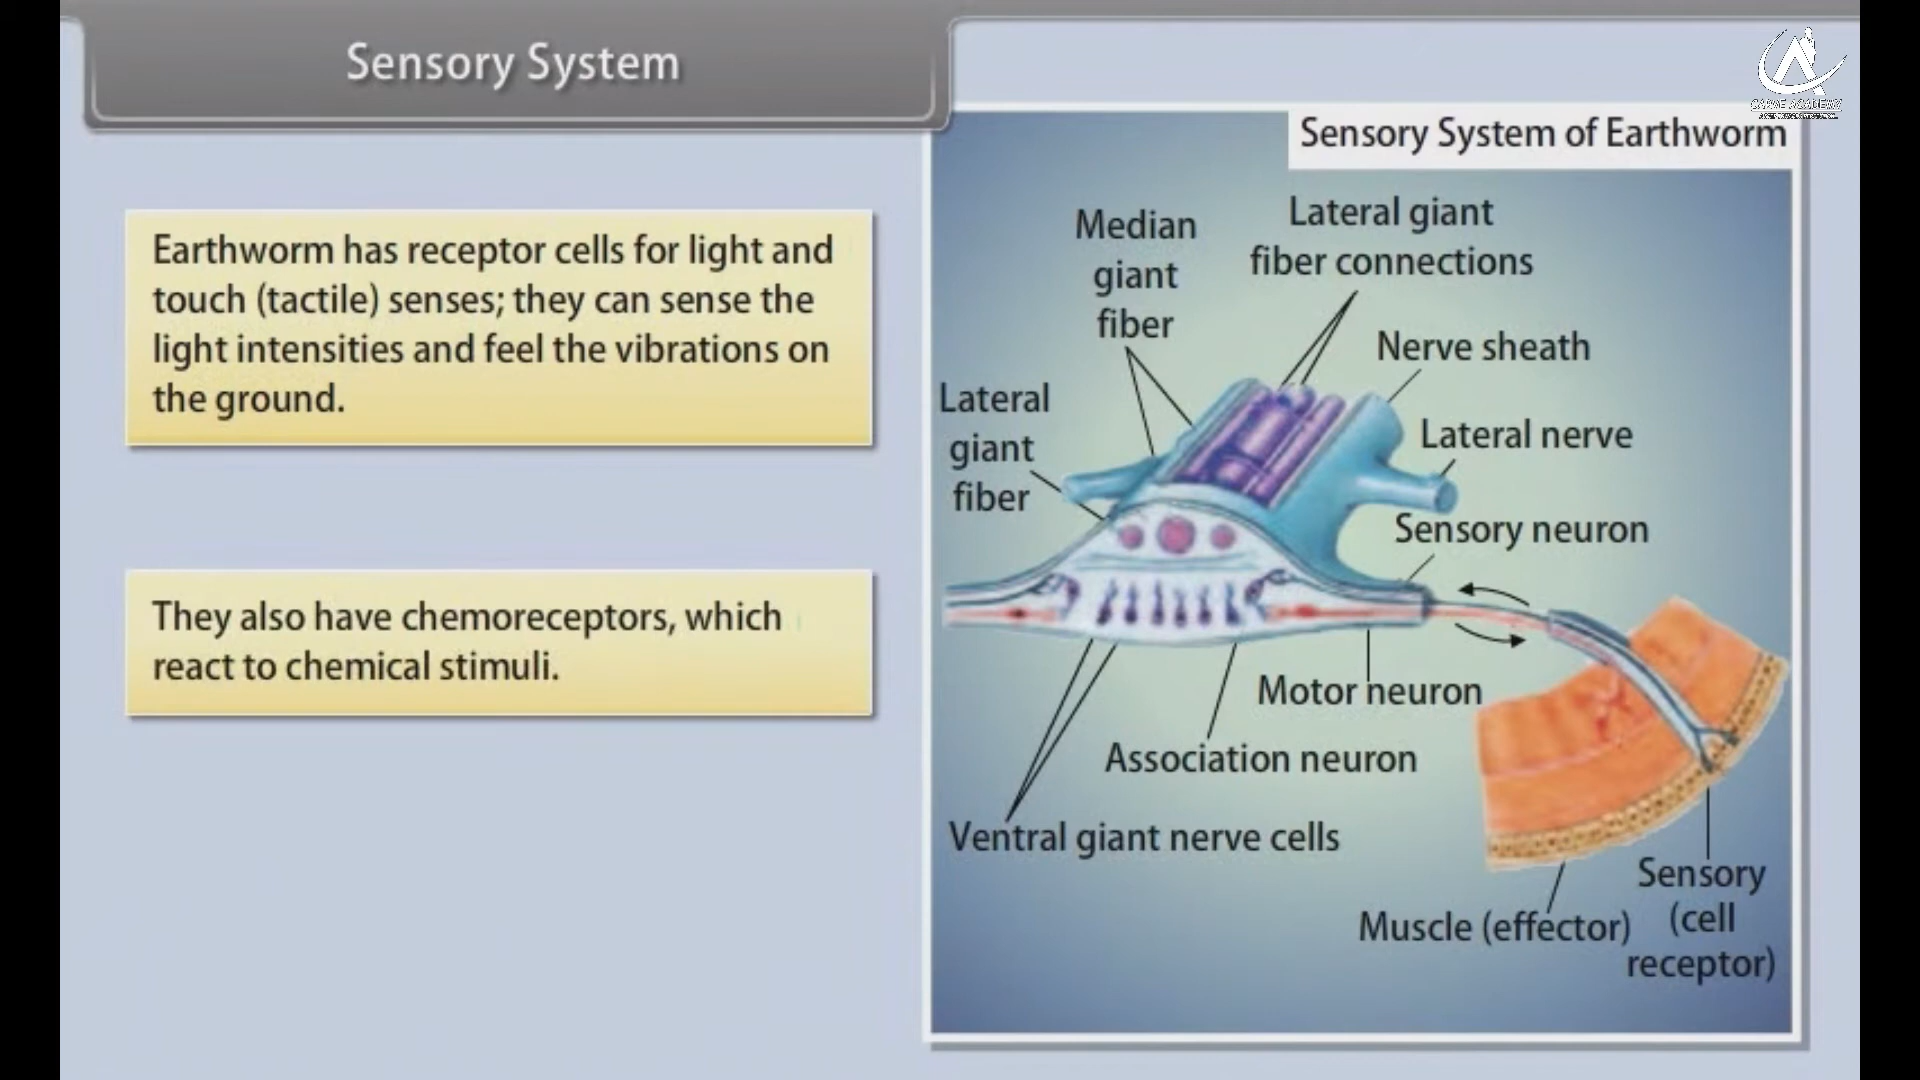 Sensory System
Earthworm has receptor cells for light and
touch (tactile) senses; they can sense the
light intensities and feel the vibrations on
the ground.
They also have chemoreceptors, which
react to chemical stimuli.
CARVE ACADEMY
Sensory System of Earthworm
Lateral giant
fiber connections
Median
giant
fiber
Nerve sheath
Lateral
giant
fiber
Lateral nerve
Sensory neuron
Motor neuron
Association neuron
Ventral giant nerve cells
Sensory
(cell
receptor)
Muscle (effector)